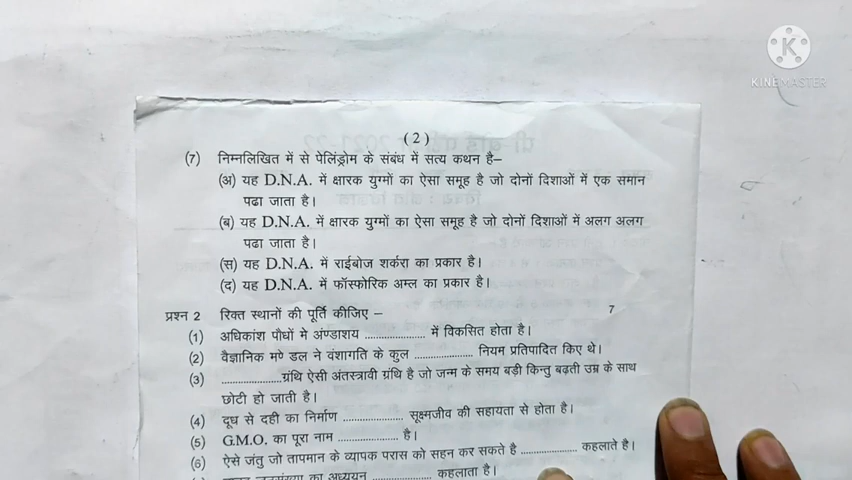 K
KINEMASTER
(2)
(7) निम्नलिखित में से पेलिंड्रोम के संबंध में सत्य कथन है–
(अ) यह D.N.A. में क्षारक युग्मों का ऐसा समूह है जो दोनों दिशाओं में एक समान
पढा जाता है।
(ब) यह D.N.A. में क्षारक युग्मों का ऐसा समूह है जो दोनों दिशाओं में अलग अलग
पढा जाता है।
(स) यह D.N.A. में राईबोज शर्करा का प्रकार है।
(द) यह D.N.A. में फॉस्फोरिक अम्ल का प्रकार है।
प्रश्न 2 रिक्त स्थानों की पूर्ति कीजिए – 7
(1) अधिकांश पौधों मे अंण्डाशय ..................... में विकसित होता है।
(2) वैज्ञानिक मण्े डल ने वंशागति के कुल .................... नियम प्रतिपादित किए थे।
(3) .....................ग्रंथि ऐसी अंतस्त्रावी ग्रंथि है जो जन्म के समय बड़ी किन्तु बढ़ती उम्र के साथ
छोटी हो जाती है।
(4) दूध से दही का निर्माण ..................... सूक्ष्मजीव की सहायता से होता है।
(5) G.M.O. का पूरा नाम ..................... है।
(6) ऐसे जंतु जो तापमान के व्यापक परास को सहन कर सकते है .................... कहलाते है।
जनसंख्या का अध्ययन ..................... कहलाता है।